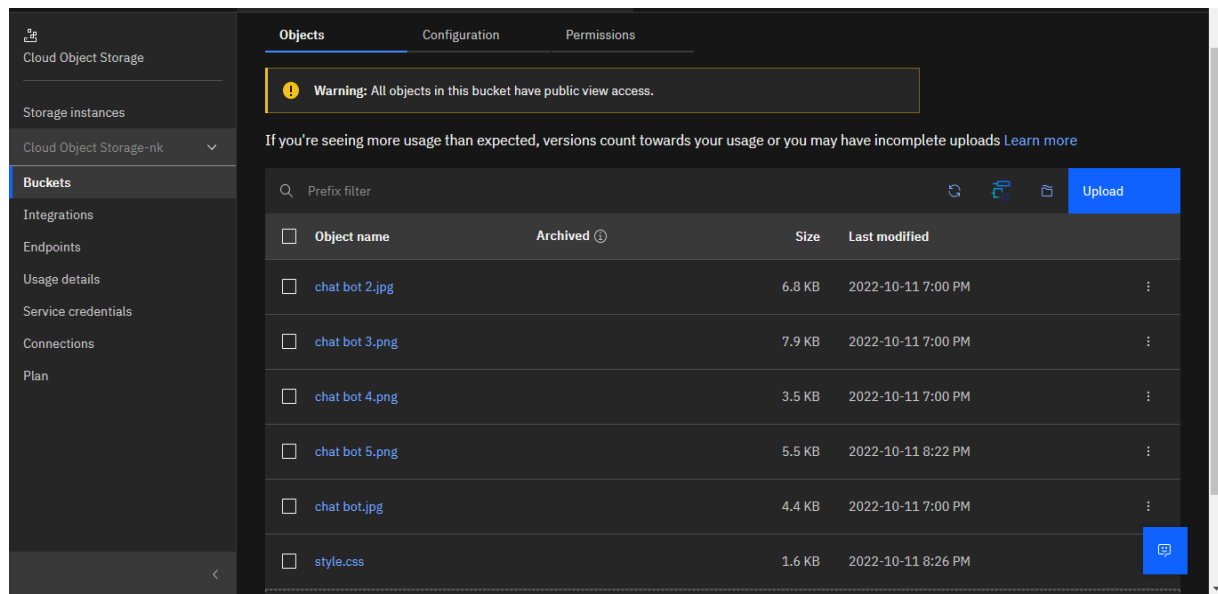 Cloud Object Storage
Storage instances
Cloud Object Storage-nk
Buckets
Integrations
Endpoints
Usage details
Service credentials
Connections
Plan
Objects Configuration Permissions
Warning: All objects in this bucket have public view access.
If you're seeing more usage than expected, versions count towards your usage or you may have incomplete uploads Learn more
Prefix filter Upload
Object name Archived Size Last modified
chat bot 2.jpg 6.8 KB 2022-10-11 7:00 PM
chat bot 3.png 7.9 KB 2022-10-11 7:00 PM
chat bot 4.png 3.5 KB 2022-10-11 7:00 PM
chat bot 5.png 5.5 KB 2022-10-11 8:22 PM
chat bot.jpg 4.4 KB 2022-10-11 7:00 PM
style.css 1.6 KB 2022-10-11 8:26 PM